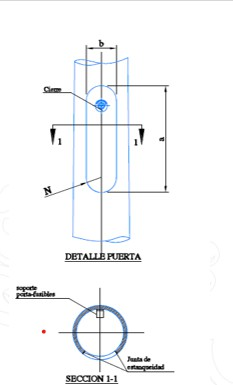 b
Cierre
a
1
1
N
DETALLE PUERTA
soporte
porta-fusibles
Junta de
estanqueidad
SECCION 1-1